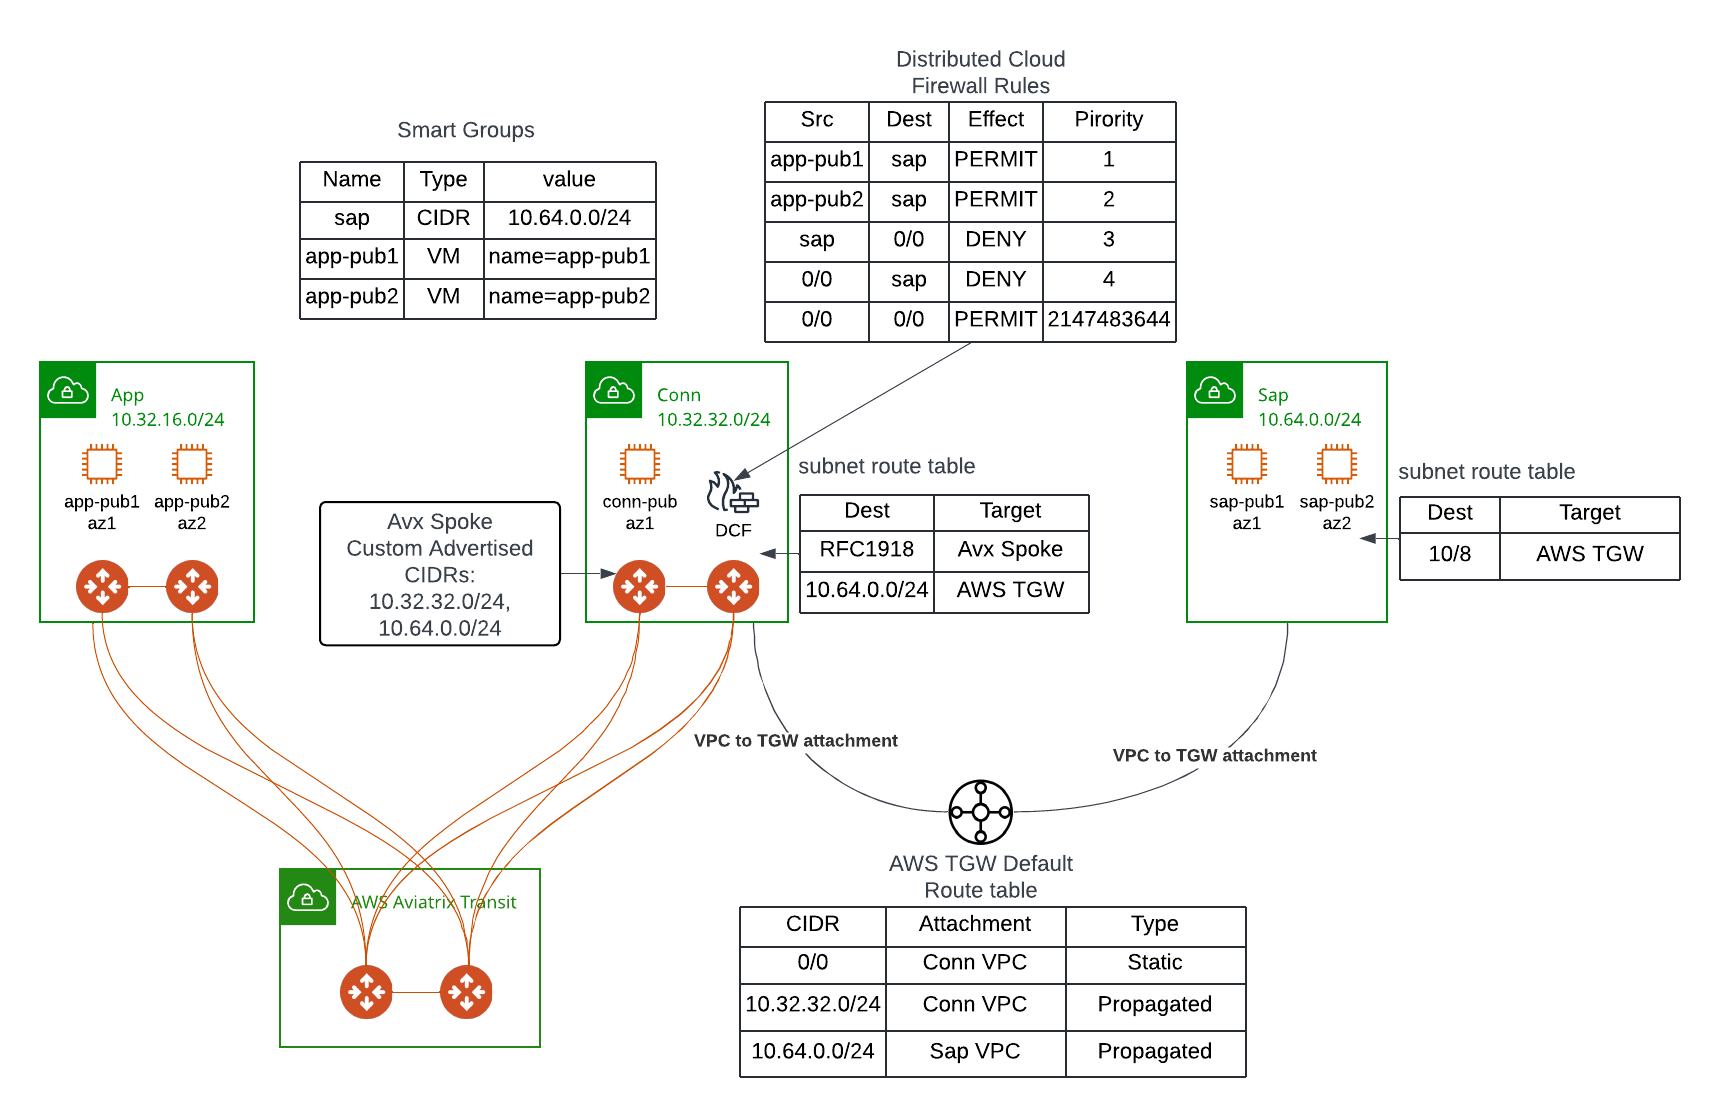 Distributed Cloud
Firewall Rules
Src Dest Effect Pirority
app-pub1 sap PERMIT 1
app-pub2 sap PERMIT 2
sap 0/0 DENY 3
0/0 sap DENY 4
0/0 0/0 PERMIT 2147483644
Smart Groups
Name Type value
sap CIDR 10.64.0.0/24
app-pub1 VM name=app-pub1
app-pub2 VM name=app-pub2
App
10.32.16.0/24
app-pub1
az1
app-pub2
az2
Avx Spoke
Custom Advertised
CIDRs:
10.32.32.0/24,
10.64.0.0/24
Conn
10.32.32.0/24
conn-pub
az1
DCF
subnet route table
Dest Target
RFC1918 Avx Spoke
10.64.0.0/24 AWS TGW
Sap
10.64.0.0/24
sap-pub1
az1
sap-pub2
az2
subnet route table
Dest Target
10/8 AWS TGW
VPC to TGW attachment
VPC to TGW attachment
AWS Aviatrix Transit
AWS TGW Default
Route table
CIDR Attachment Type
0/0 Conn VPC Static
10.32.32.0/24 Conn VPC Propagated
10.64.0.0/24 Sap VPC Propagated